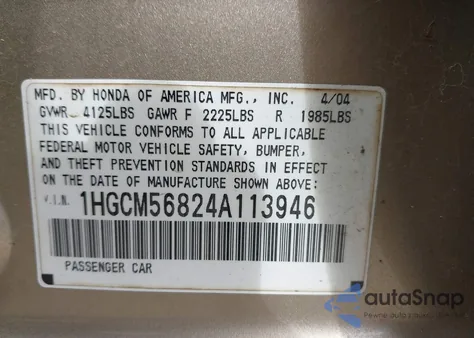 MFD. BY HONDA OF AMERICA MFG., INC. 4/04
GVWR 4125LBS GAWR F 2225LBS R 1985LBS
THIS VEHICLE CONFORMS TO ALL APPLICABLE
FEDERAL MOTOR VEHICLE SAFETY, BUMPER,
AND THEFT PREVENTION STANDARDS IN EFFECT
ON THE DATE OF MANUFACTURE SHOWN ABOVE:
V.I.N. 1HGCM56824A113946
PASSENGER CAR
autoSnap
Pewne auto z